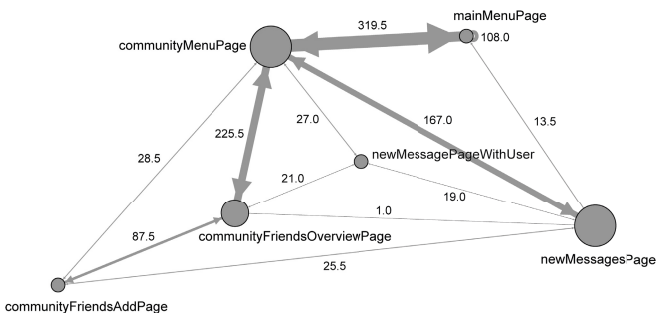 mainMenuPage
319.5
communityMenuPage
108.0
167.0
13.5
27.0
225.5
newMessagePageWithUser
28.5
21.0
19.0
1.0
communityFriendsOverviewPage
87.5
newMessagesPage
25.5
communityFriendsAddPage